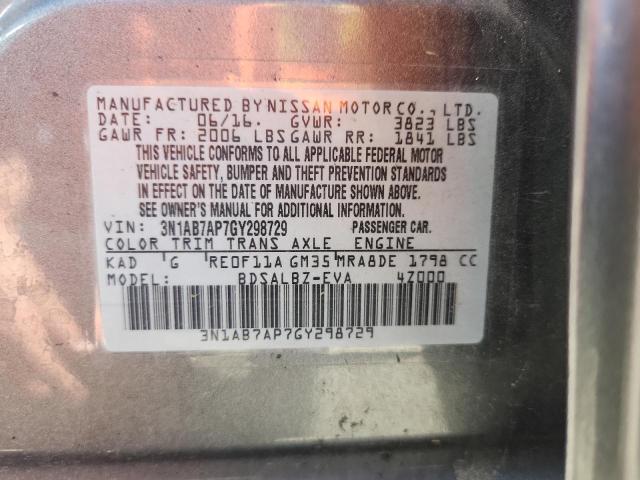 MANUFACTURED BY NISSAN MOTOR CO., LTD.
DATE: 06/16. GVWR: 3823 LBS
GAWR FR: 2006 LBS GAWR RR: 1841 LBS
THIS VEHICLE CONFORMS TO ALL APPLICABLE FEDERAL MOTOR
VEHICLE SAFETY, BUMPER AND THEFT PREVENTION STANDARDS
IN EFFECT ON THE DATE OF MANUFACTURE SHOWN ABOVE.
SEE OWNER'S MANUAL FOR ADDITIONAL INFORMATION.
VIN: 3N1AB7AP7GY298729 PASSENGER CAR.
COLOR TRIM TRANS AXLE ENGINE
KAD G RE0F11A GM35 MRA8DE 1798 CC
MODEL: BDSALBZ-EVA 4Z000
3N1AB7AP7GY298729